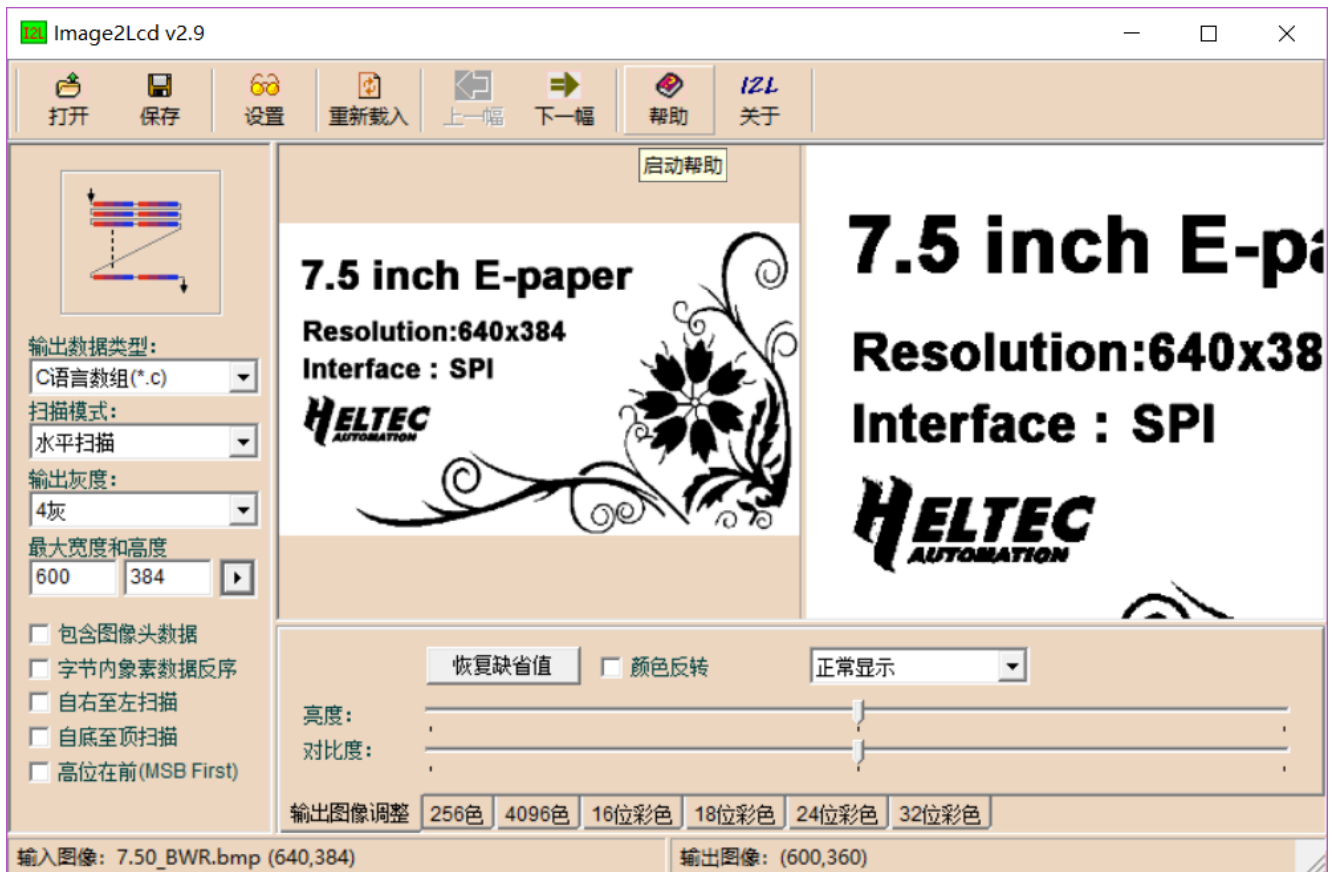 I2L Image2Lcd v2.9
打开 保存 设置 重新载入 上一幅 下一幅 帮助 I2L 关于
启动帮助
输出数据类型:
C语言数组(*.c)
扫描模式:
水平扫描
输出灰度:
4灰
最大宽度和高度
600 384
包含图像头数据
字节内象素数据反序
自右至左扫描
自底至顶扫描
高位在前(MSB First)
7.5 inch E-paper
Resolution:640x384
Interface : SPI
HELTEC
AUTOMATION
7.5 inch E-pa
Resolution:640x38
Interface : SPI
HELTEC
AUTOMATION
恢复缺省值 颜色反转 正常显示
亮度:
对比度:
输出图像调整 256色 4096色 16位彩色 18位彩色 24位彩色 32位彩色
输入图像: 7.50_BWR.bmp (640,384) 输出图像: (600,360)